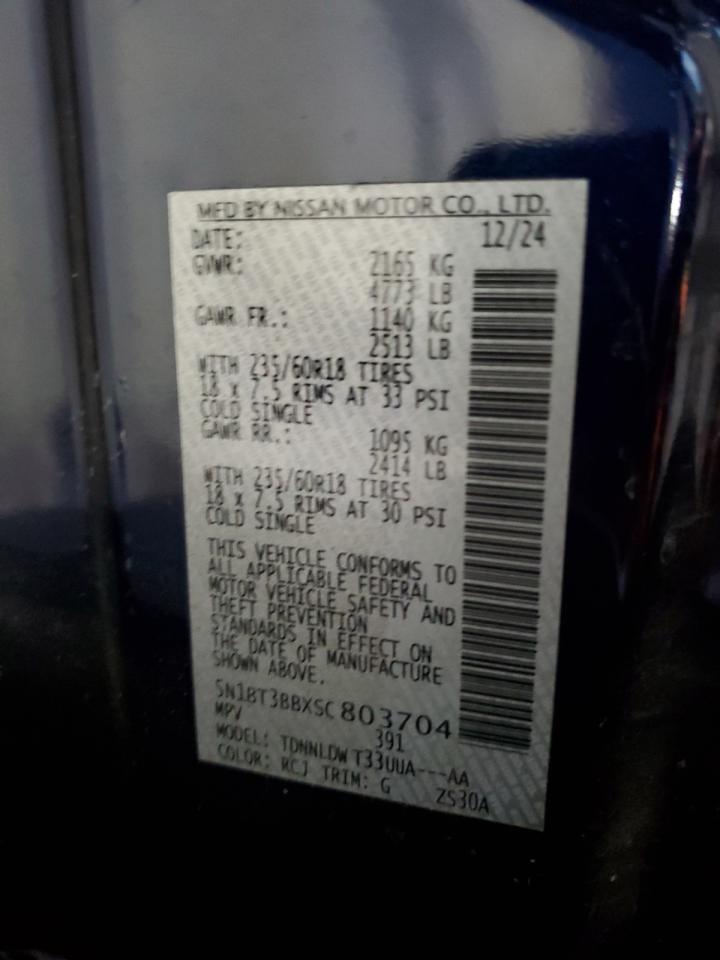 MFD BY NISSAN MOTOR CO., LTD.
DATE: 12/24
GVWR: 2165 KG
4773 LB
GAWR FR.: 1140 KG
2513 LB
WITH 235/60R18 TIRES
18 x 7.5 RIMS AT 33 PSI
COLD SINGLE
GAWR RR.: 1095 KG
2414 LB
WITH 235/60R18 TIRES
18 x 7.5 RIMS AT 30 PSI
COLD SINGLE
THIS VEHICLE CONFORMS TO
ALL APPLICABLE FEDERAL
MOTOR VEHICLE SAFETY AND
THEFT PREVENTION
STANDARDS IN EFFECT ON
THE DATE OF MANUFACTURE
SHOWN ABOVE.
5N1BT3BBXSC803704
MPV 391
MODEL: TDNNLDW T33UUA---AA
COLOR: RCJ TRIM: G ZS30A